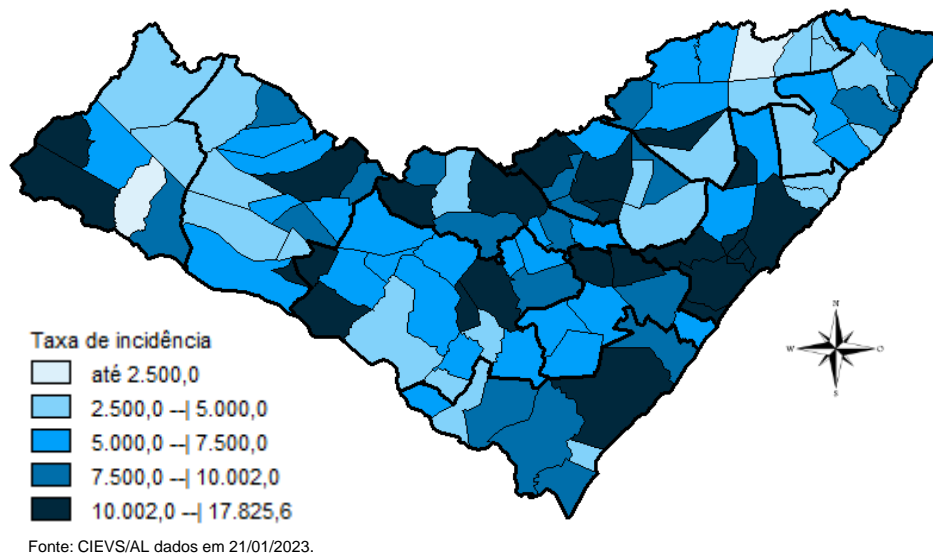 Taxa de incidência
até 2.500,0
2.500,0 --| 5.000,0
5.000,0 --| 7.500,0
7.500,0 --| 10.002,0
10.002,0 --| 17.825,6
Fonte: CIEVS/AL dados em 21/01/2023.
N
W
O
S